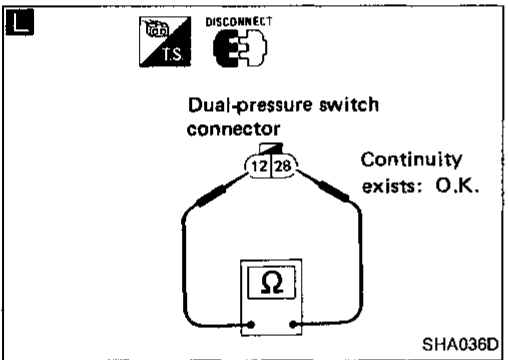 L
T.S.
DISCONNECT
Dual-pressure switch
connector
12 28
Continuity
exists: O.K.
Ω
SHA036D